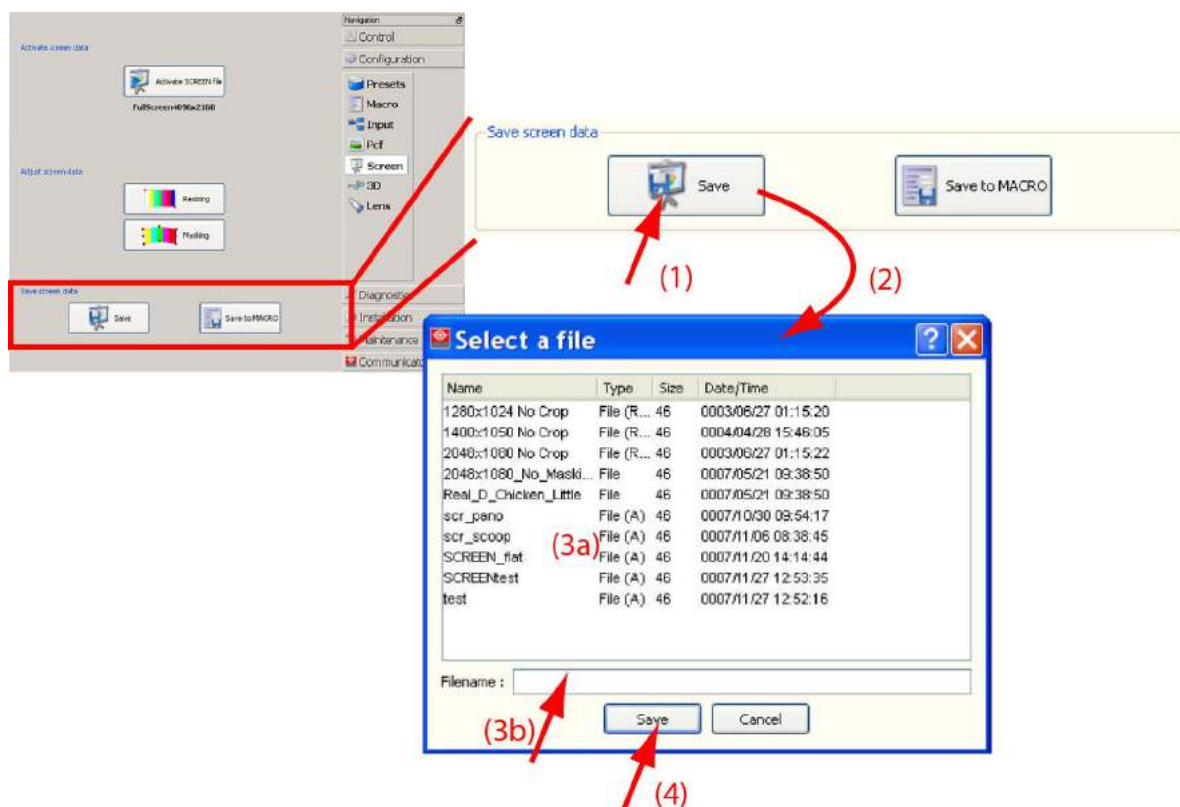 Navigation
Control
Activate screen data
Configuration
Activate SCREEN file
FullScreen4096x2160
Presets
Macro
Input
Pcf
Screen
3D
Lens
Adjust screen data
Resizing
Masking
Save screen data
Save
Save to MACRO
Diagnostic
Installation
Maintenance
Communicat
Save screen data
Save
Save to MACRO
(1)
(2)
Select a file
Name Type Size Date/Time
1280x1024 No Crop File (R... 46 0003/06/27 01:15:20
1400x1050 No Crop File (R... 46 0004/04/28 15:46:05
2048x1080 No Crop File (R... 46 0003/06/27 01:15:22
2048x1080_No_Maski... File 46 0007/05/21 09:38:50
Real_D_Chicken_Little File 46 0007/05/21 09:38:50
scr_pano File (A) 46 0007/10/30 09:54:17
scr_scoop File (A) 46 0007/11/06 08:38:45
(3a)
SCREEN_flat File (A) 46 0007/11/20 14:14:44
SCREENtest File (A) 46 0007/11/27 12:53:35
test File (A) 46 0007/11/27 12:52:16
Filename :
(3b)
Save
Cancel
(4)